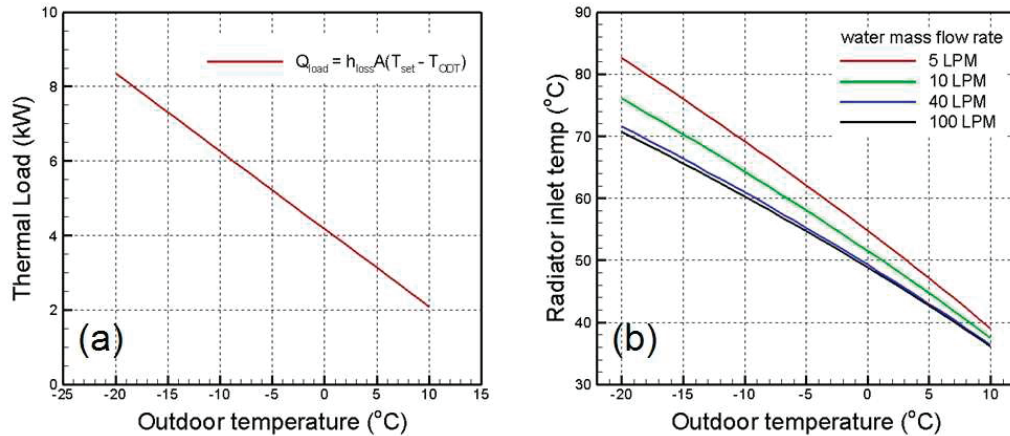 10
8
6
4
2
0
Thermal Load (kW)
Q_load = h_loss A(T_set - T_ODT)
(a)
-25 -20 -15 -10 -5 0 5 10 15
Outdoor temperature (°C)
90
80
70
60
50
40
30
Radiator inlet temp (°C)
water mass flow rate
5 LPM
10 LPM
40 LPM
100 LPM
(b)
-20 -15 -10 -5 0 5 10
Outdoor temperature (°C)